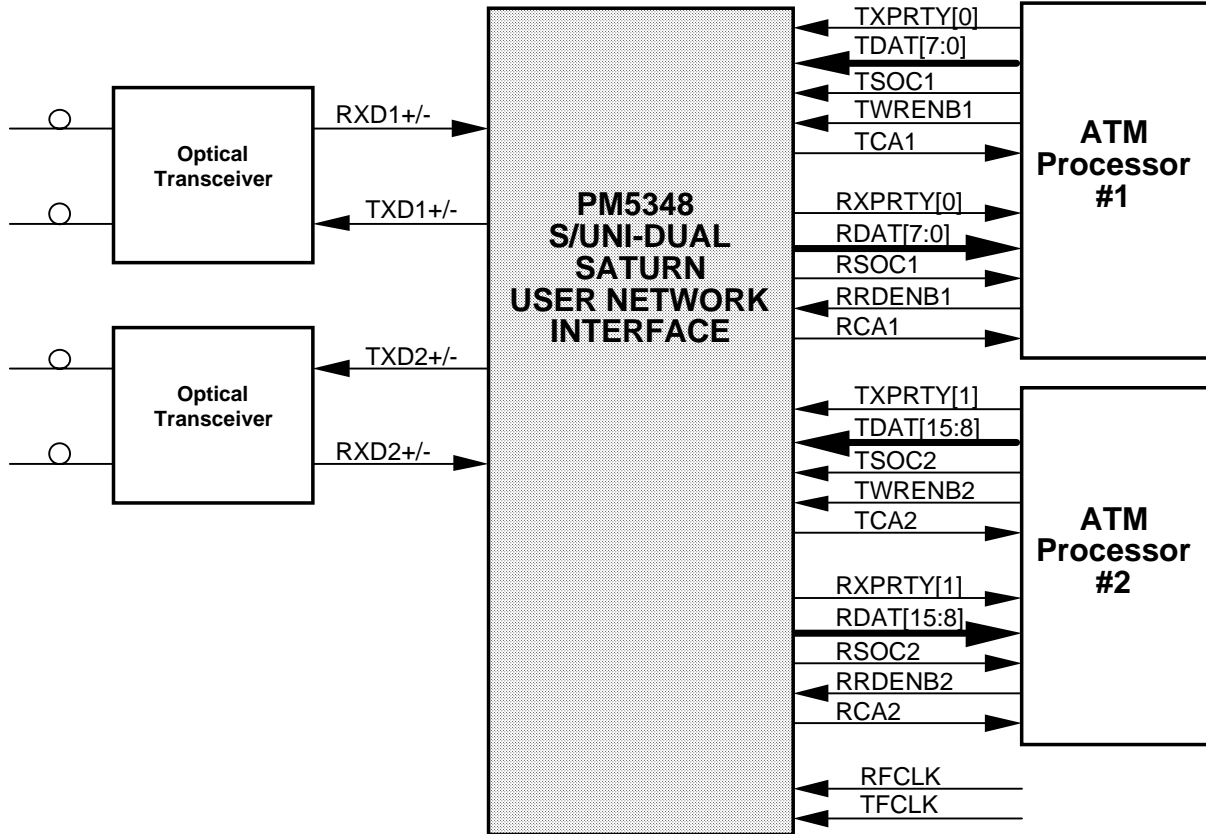 RXD1+/-
Optical
Transceiver
TXD1+/-
TXD2+/-
Optical
Transceiver
RXD2+/-
PM5348
S/UNI-DUAL
SATURN
USER NETWORK
INTERFACE
TXPRTY[0]
TDAT[7:0]
TSOC1
TWRENB1
TCA1
RXPRTY[0]
RDAT[7:0]
RSOC1
RRDENB1
RCA1
ATM
Processor
#1
TXPRTY[1]
TDAT[15:8]
TSOC2
TWRENB2
TCA2
RXPRTY[1]
RDAT[15:8]
RSOC2
RRDENB2
RCA2
ATM
Processor
#2
RFCLK
TFCLK